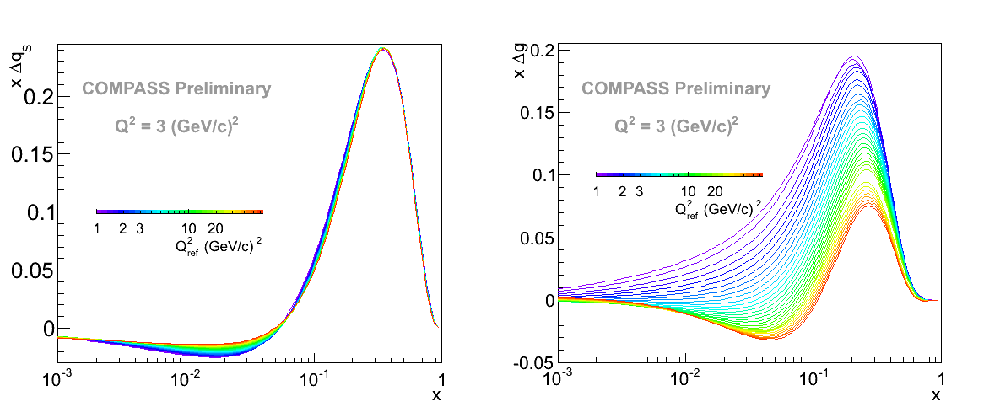 x Δq_S
0.2
0.15
0.1
0.05
0
COMPASS Preliminary
Q² = 3 (GeV/c)²
1 2 3 10 20
Q²_ref (GeV/c)²
10⁻³ 10⁻² 10⁻¹ 1
x
x Δg
0.2
0.15
0.1
0.05
0
-0.05
COMPASS Preliminary
Q² = 3 (GeV/c)²
1 2 3 10 20
Q²_ref (GeV/c)²
10⁻³ 10⁻² 10⁻¹ 1
x